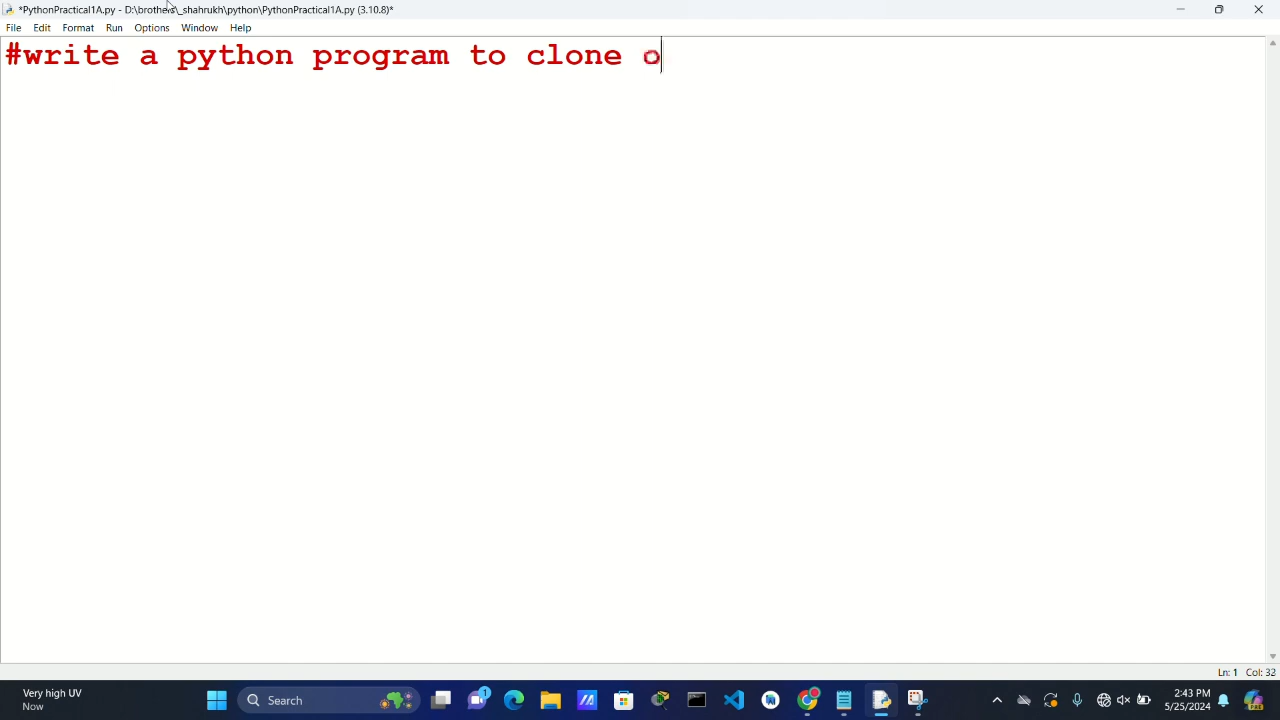 *PythonPractical1A.py - D:\brothers\_shahrukh\python\PythonPractical1A.py (3.10.8)*
File Edit Format Run Options Window Help
#write a python program to clone o
Ln: 1 Col: 32
Very high UV
Now
Search
1
2:43 PM
5/25/2024